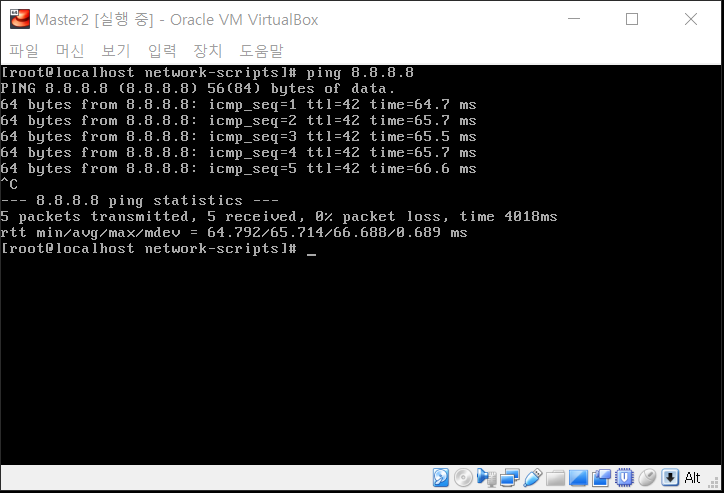 Master2 [실행 중] - Oracle VM VirtualBox
파일 머신 보기 입력 장치 도움말
[root@localhost network-scripts]# ping 8.8.8.8
PING 8.8.8.8 (8.8.8.8) 56(84) bytes of data.
64 bytes from 8.8.8.8: icmp_seq=1 ttl=42 time=64.7 ms
64 bytes from 8.8.8.8: icmp_seq=2 ttl=42 time=65.7 ms
64 bytes from 8.8.8.8: icmp_seq=3 ttl=42 time=65.5 ms
64 bytes from 8.8.8.8: icmp_seq=4 ttl=42 time=65.7 ms
64 bytes from 8.8.8.8: icmp_seq=5 ttl=42 time=66.6 ms
^C
--- 8.8.8.8 ping statistics ---
5 packets transmitted, 5 received, 0% packet loss, time 4018ms
rtt min/avg/max/mdev = 64.792/65.714/66.688/0.689 ms
[root@localhost network-scripts]# _
Alt